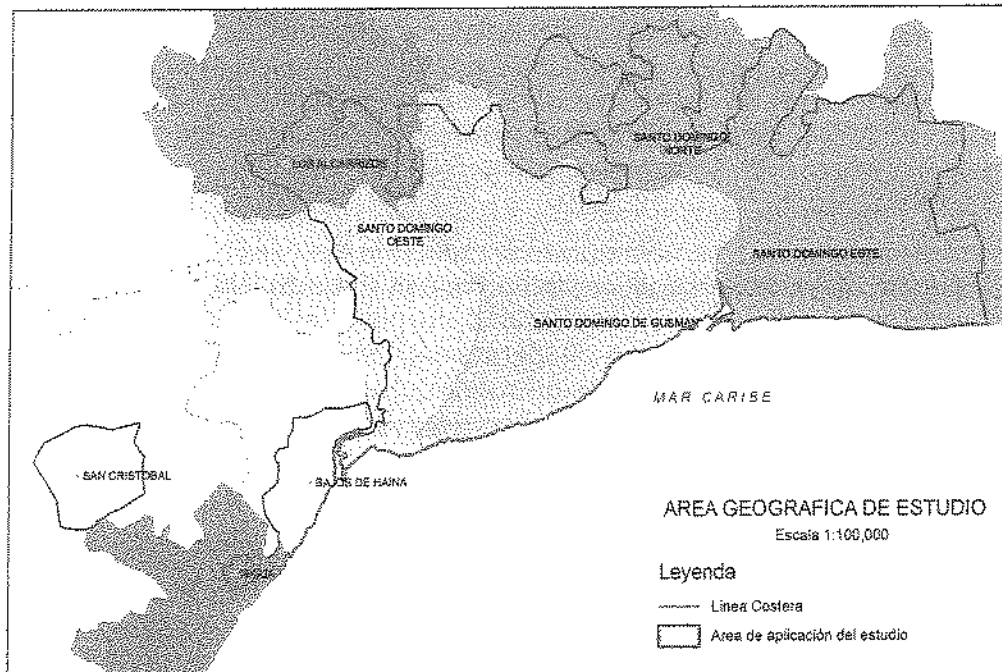 LOS ALCARRIZOS
SANTO DOMINGO
NORTE
SANTO DOMINGO
OESTE
SANTO DOMINGO ESTE
SANTO DOMINGO DE GUSMAN
MAR CARISE
SAN CRISTOBAL
BAJOS DE HAINA
AREA GEOGRAFICA DE ESTUDIO
Escala 1:100,000
Leyenda
Linea Costera
Area de aplicación del estudio